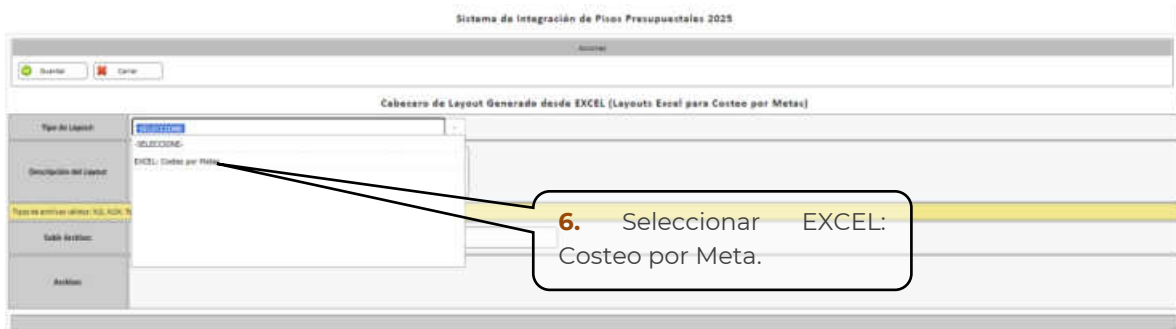 Sistema de Integración de Pisos Presupuestales 2025
Acciones
Guardar Cerrar
Cabecero de Layout Generado desde EXCEL (Layouts Excel para Costeo por Metas)
Tipo de Layout: -SELECCIONE-
-SELECCIONE-
EXCEL: Costeo por Metas
Descripción del Layout
Tipos de archivos válidos: XLS, XLSX,
6. Seleccionar EXCEL:
Costeo por Meta.
Subir Archivo:
Archivo: